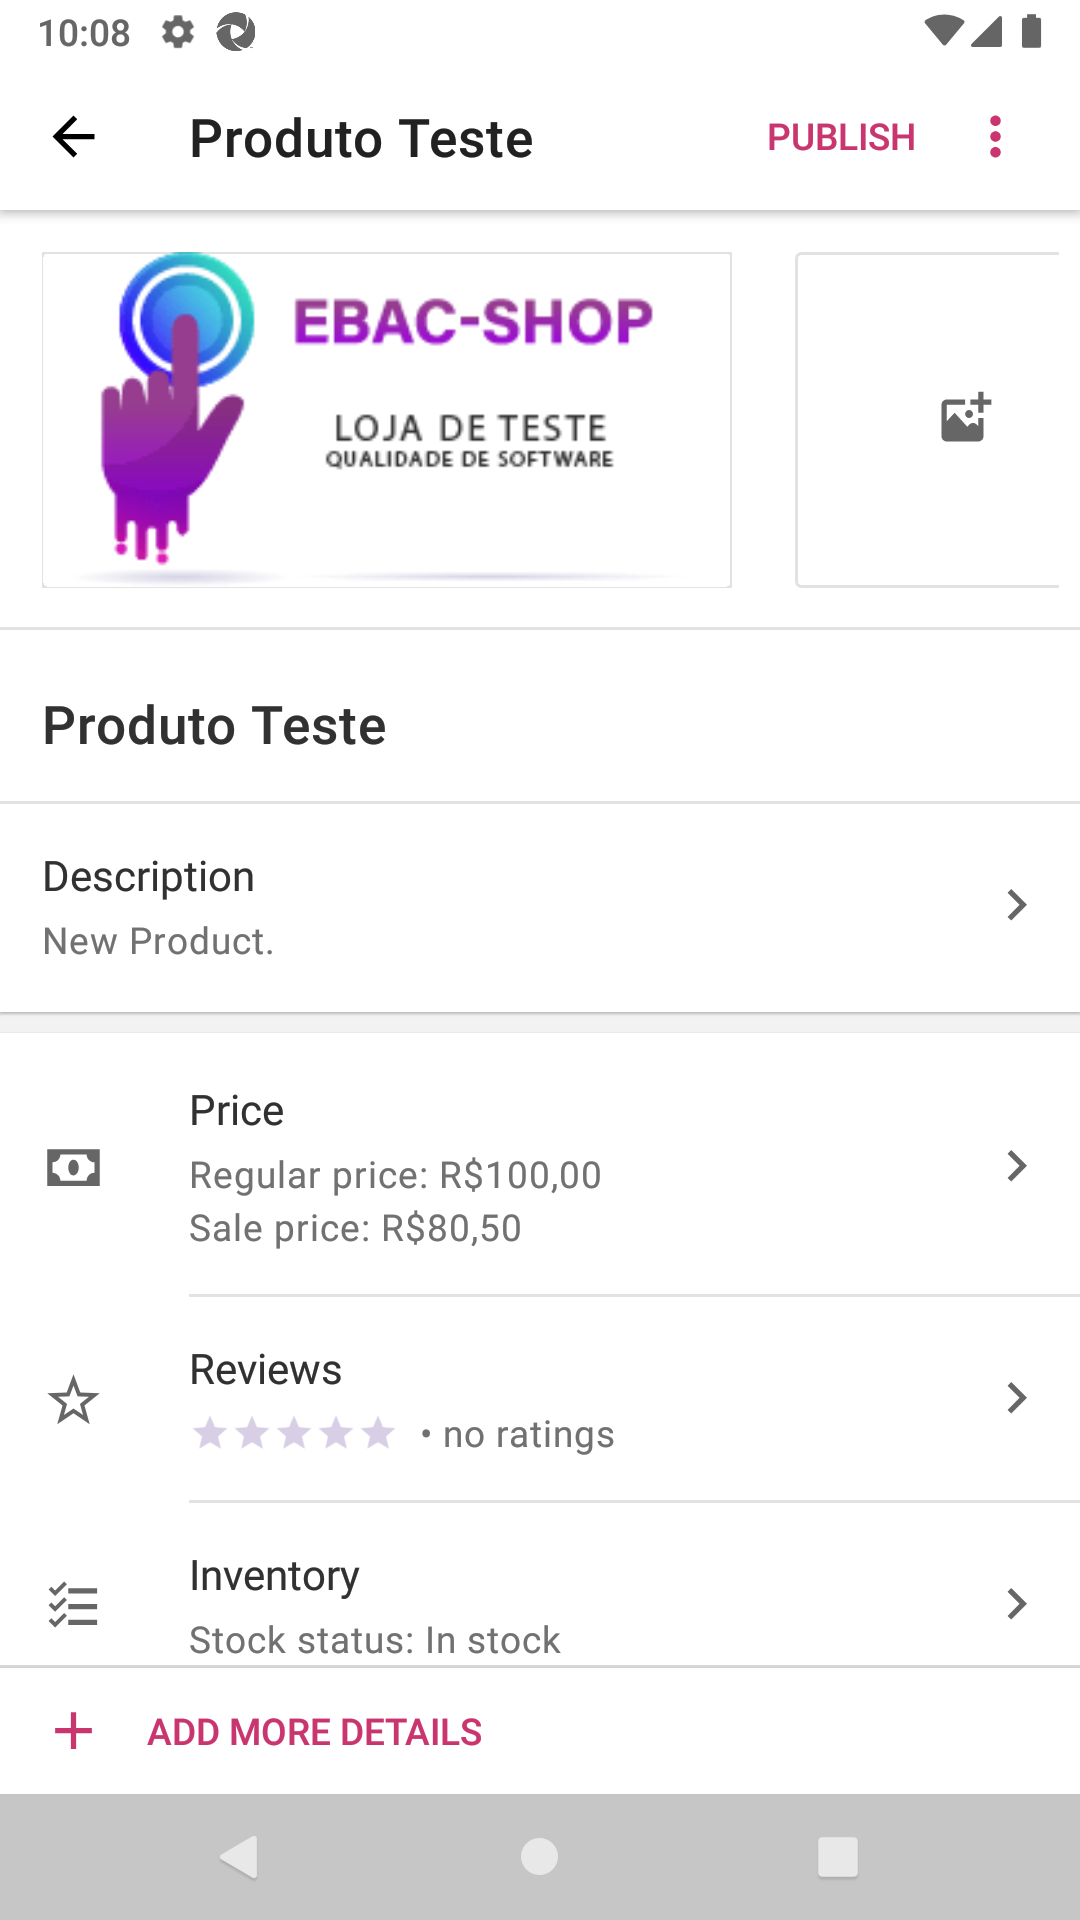 10:08
Produto Teste
PUBLISH
EBAC-SHOP
LOJA DE TESTE
QUALIDADE DE SOFTWARE
Produto Teste
Description
New Product.
Price
Regular price: R$100,00
Sale price: R$80,50
Reviews
• no ratings
Inventory
Stock status: In stock
ADD MORE DETAILS